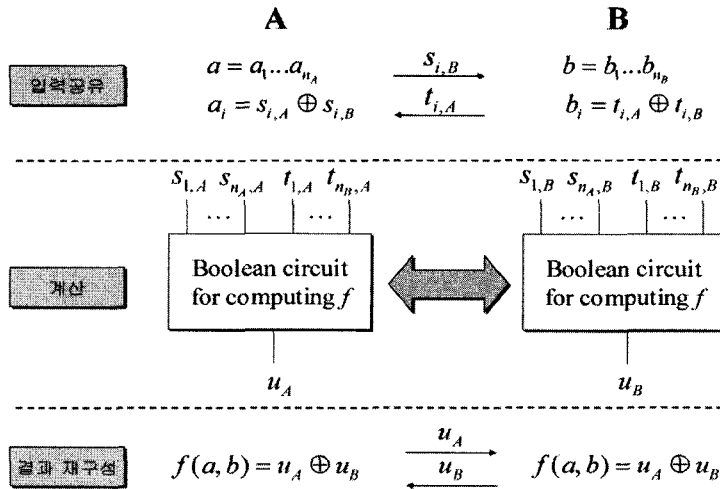 A B
a = a₁...a_{n_A} s_{i,B} b = b₁...b_{n_B}
입력공유
a_i = s_{i,A} ⊕ s_{i,B} t_{i,A} b_i = t_{i,A} ⊕ t_{i,B}
s_{1,A} s_{n_A,A} t_{1,A} t_{n_B,A} s_{1,B} s_{n_A,B} t_{1,B} t_{n_B,B}
... ... ... ...
계산
Boolean circuit Boolean circuit
for computing f for computing f
u_A u_B
u_A
결과 재구성 f(a,b) = u_A ⊕ u_B u_B f(a,b) = u_A ⊕ u_B